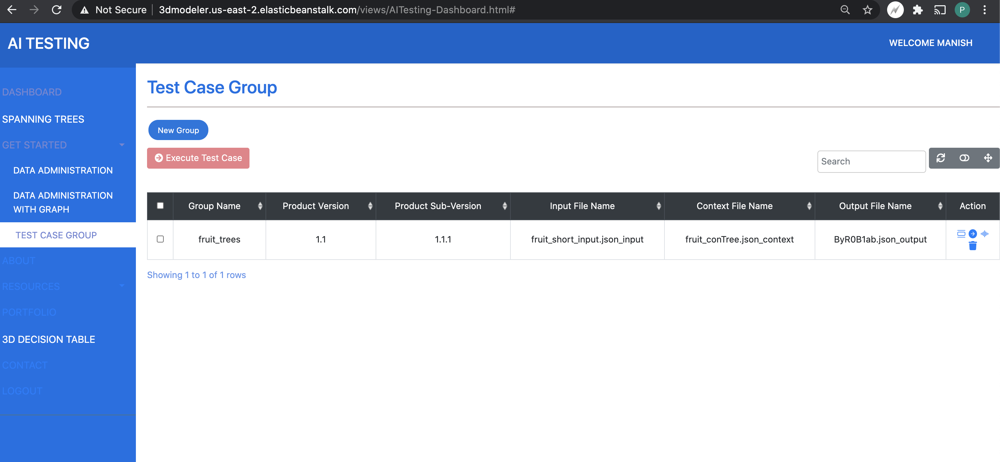 Not Secure
3dmodeler.us-east-2.elasticbeanstalk.com/views/AITesting-Dashboard.html#
P
AI TESTING
WELCOME MANISH
DASHBOARD
SPANNING TREES
GET STARTED
DATA ADMINISTRATION
DATA ADMINISTRATION
WITH GRAPH
TEST CASE GROUP
ABOUT
RESOURCES
PORTFOLIO
3D DECISION TABLE
CONTACT
LOGOUT
Test Case Group
New Group
Execute Test Case
Search
Group Name Product Version Product Sub-Version Input File Name Context File Name Output File Name Action
fruit_trees 1.1 1.1.1 fruit_short_input.json_input fruit_conTree.json_context ByR0B1ab.json_output
Showing 1 to 1 of 1 rows